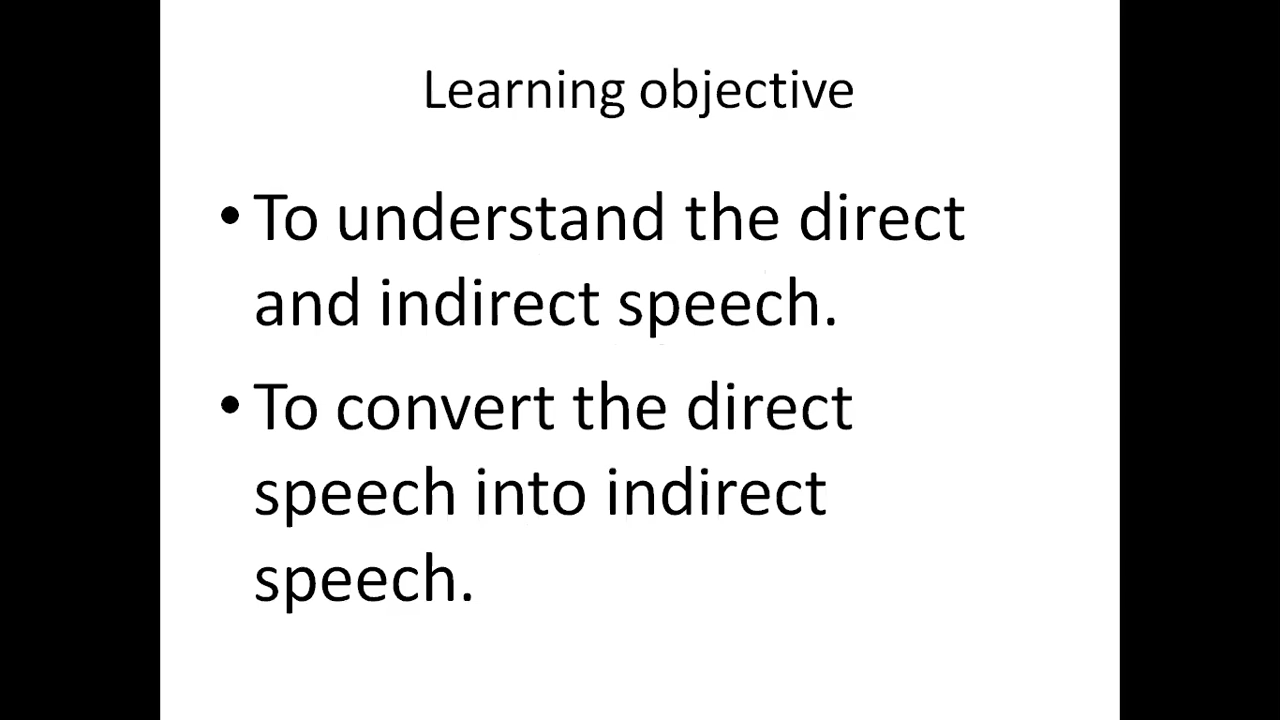 Learning objective
• To understand the direct
and indirect speech.
• To convert the direct
speech into indirect
speech.